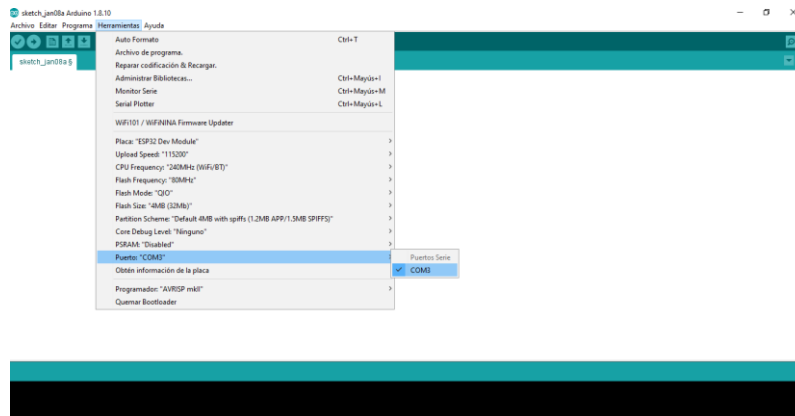 sketch_jan08a Arduino 1.8.10
Archivo Editar Programa Herramientas Ayuda
sketch_jan08a §
Auto Formato Ctrl+T
Archivo de programa.
Reparar codificación & Recargar.
Administrar Bibliotecas... Ctrl+Mayús+I
Monitor Serie Ctrl+Mayús+M
Serial Plotter Ctrl+Mayús+L
WiFi101 / WiFiNINA Firmware Updater
Placa: "ESP32 Dev Module"
Upload Speed: "115200"
CPU Frequency: "240MHz (WiFi/BT)"
Flash Frequency: "80MHz"
Flash Mode: "QIO"
Flash Size: "4MB (32Mb)"
Partition Scheme: "Default 4MB with spiffs (1.2MB APP/1.5MB SPIFFS)"
Core Debug Level: "Ninguno"
PSRAM: "Disabled"
Puerto: "COM3" Puertos Serie
Obtén información de la placa COM3
Programador: "AVRISP mkII"
Quemar Bootloader